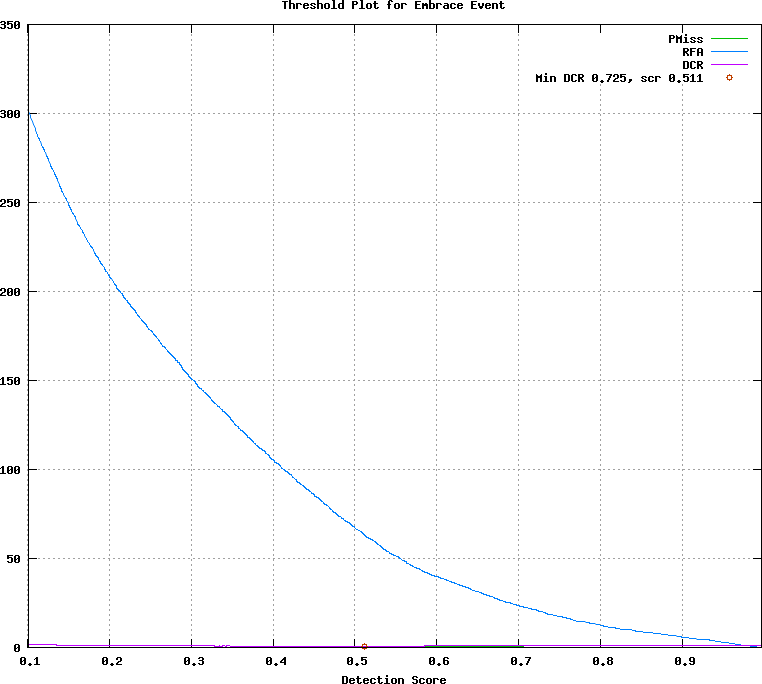 Threshold Plot for Embrace Event
350
300
250
200
150
100
50
0
PMiss
RFA
DCR
Min DCR 0.725, scr 0.511
0.1 0.2 0.3 0.4 0.5 0.6 0.7 0.8 0.9
Detection Score